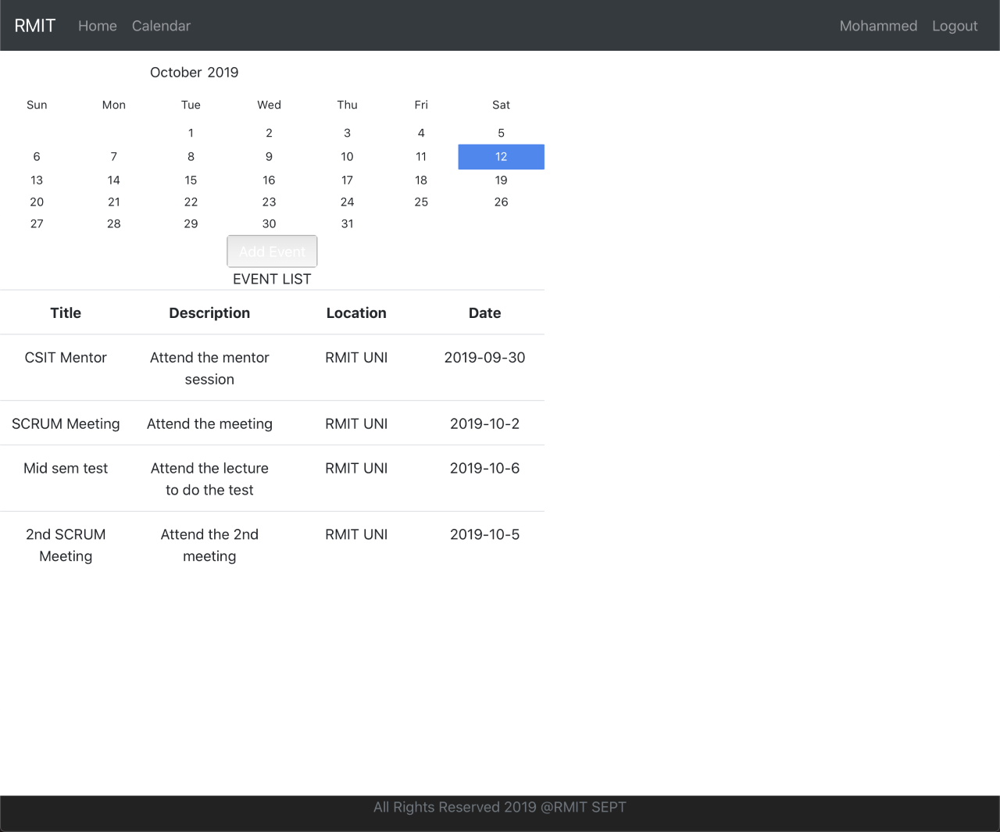 RMIT Home Calendar Mohammed Logout
October 2019
Sun Mon Tue Wed Thu Fri Sat
1 2 3 4 5
6 7 8 9 10 11 12
13 14 15 16 17 18 19
20 21 22 23 24 25 26
27 28 29 30 31
Add Event
EVENT LIST
Title Description Location Date
CSIT Mentor Attend the mentor RMIT UNI 2019-09-30
session
SCRUM Meeting Attend the meeting RMIT UNI 2019-10-2
Mid sem test Attend the lecture RMIT UNI 2019-10-6
to do the test
2nd SCRUM Attend the 2nd RMIT UNI 2019-10-5
Meeting meeting
All Rights Reserved 2019 @RMIT SEPT